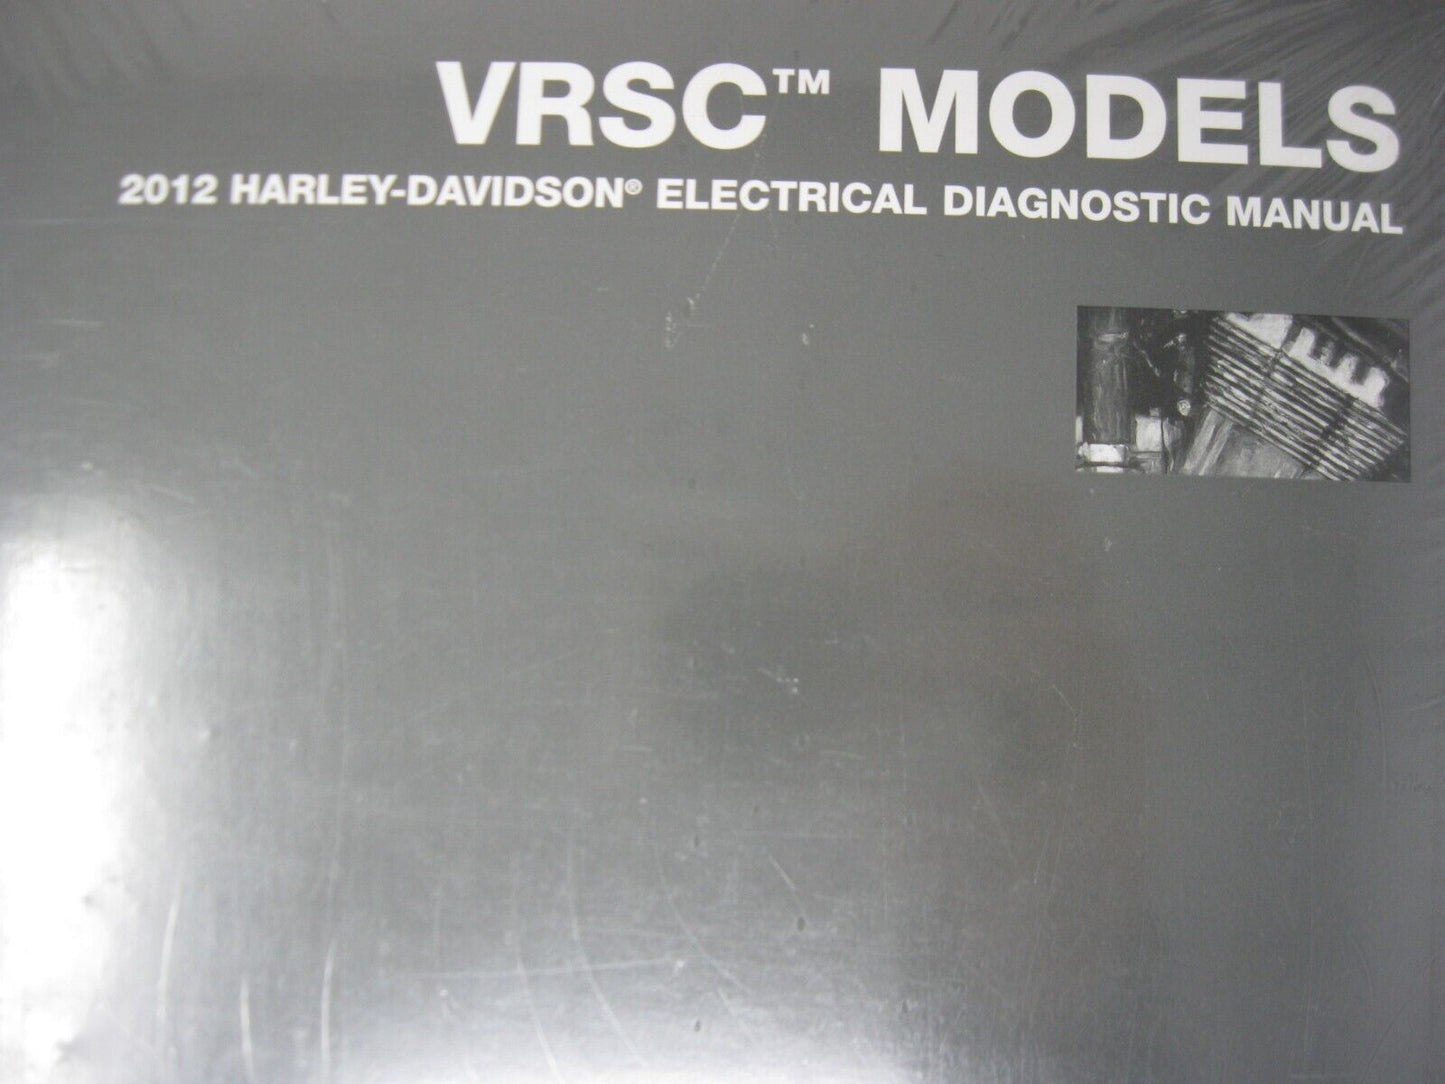 VRSC™ MODELS
2012 HARLEY-DAVIDSON® ELECTRICAL DIAGNOSTIC MANUAL